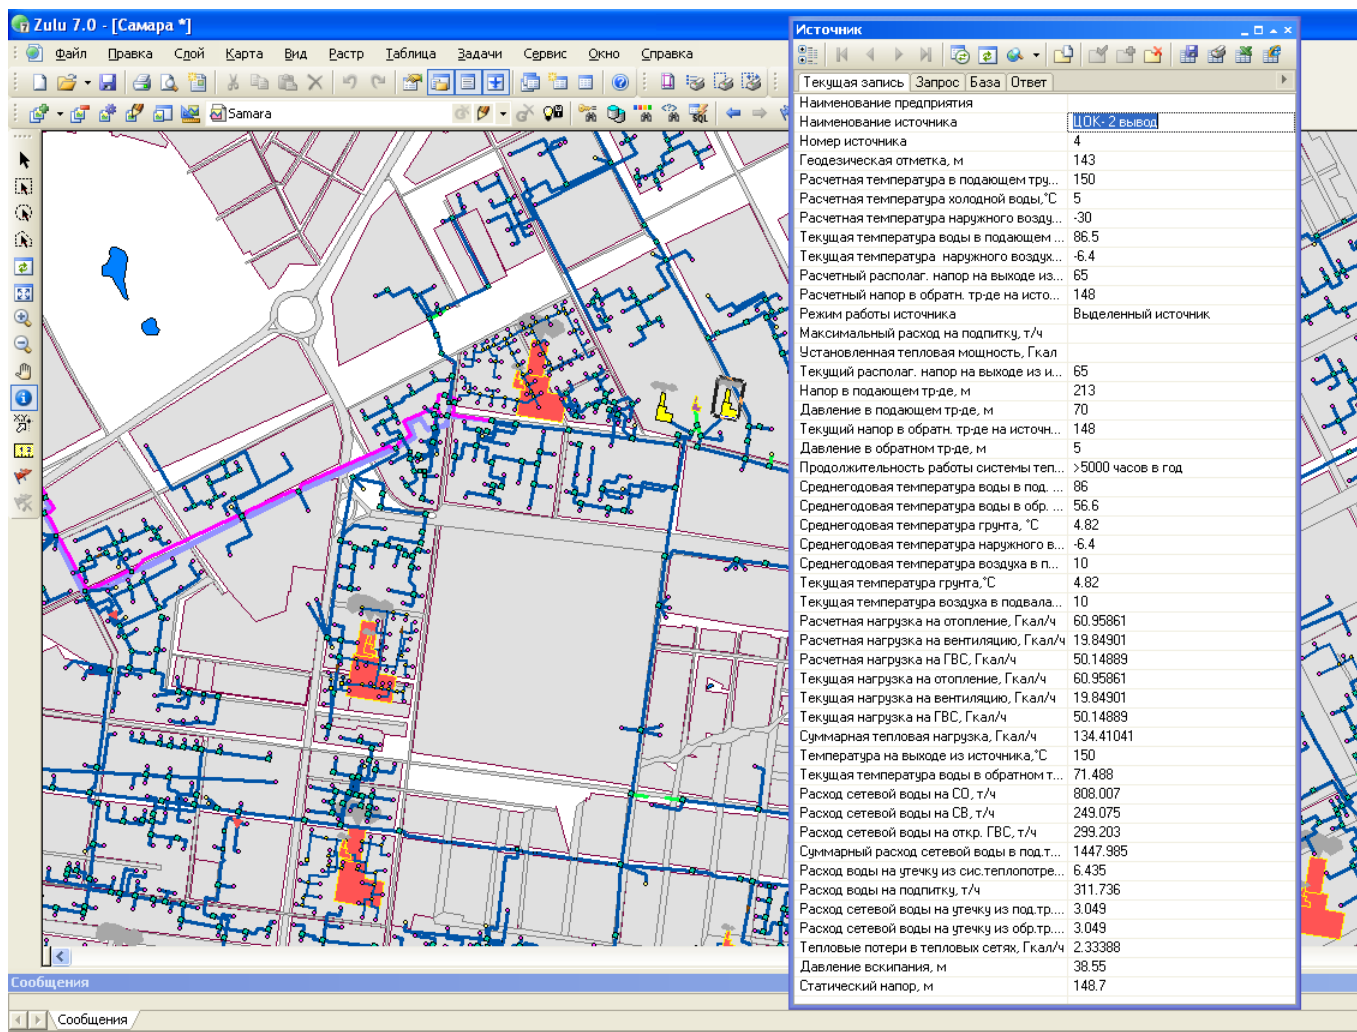 Zulu 7.0 - [Самара *]
Файл Правка Слой Карта Вид Растр Таблица Задачи Сервис Окно Справка
Samara
Источник
Текущая запись Запрос База Ответ
Наименование предприятия
Наименование источника ЦОК- 2 вывод
Номер источника 4
Геодезическая отметка, м 143
Расчетная температура в подающем тру... 150
Расчетная температура холодной воды,°С 5
Расчетная температура наружного возду... -30
Текущая температура воды в подающем ... 86.5
Текущая температура  наружного воздух... -6.4
Расчетный располаг. напор на выходе из... 65
Расчетный напор в обратн. тр-де на исто... 148
Режим работы источника Выделенный источник
Максимальный расход на подпитку, т/ч
Установленная тепловая мощность, Гкал
Текущий располаг. напор на выходе из и... 65
Напор в подающем тр-де, м 213
Давление в подающем тр-де, м 70
Текущий напор в обратн. тр-де на источн... 148
Давление в обратном тр-де, м 5
Продолжительность работы системы теп... >5000 часов в год
Среднегодовая температура воды в под. ... 86
Среднегодовая температура воды в обр. ... 56.6
Среднегодовая температура грунта, °С 4.82
Среднегодовая температура наружного в... -6.4
Среднегодовая температура воздуха в п... 10
Текущая температура грунта,°С 4.82
Текущая температура воздуха в подвала... 10
Расчетная нагрузка на отопление, Гкал/ч 60.95861
Расчетная нагрузка на вентиляцию, Гкал/ч 19.84901
Расчетная нагрузка на ГВС, Гкал/ч 50.14889
Текущая нагрузка на отопление, Гкал/ч 60.95861
Текущая нагрузка на вентиляцию, Гкал/ч 19.84901
Текущая нагрузка на ГВС, Гкал/ч 50.14889
Суммарная тепловая нагрузка, Гкал/ч 134.41041
Температура на выходе из источника,°С 150
Текущая температура воды в обратном т... 71.488
Расход сетевой воды на СО, т/ч 808.007
Расход сетевой воды на СВ, т/ч 249.075
Расход сетевой воды на откр. ГВС, т/ч 299.203
Суммарный расход сетевой воды в под.т... 1447.985
Расход воды на утечку из сис.теплопотре... 6.435
Расход воды на подпитку, т/ч 311.736
Расход сетевой воды на утечку из под.тр.... 3.049
Расход сетевой воды на утечку из обр.тр.... 3.049
Тепловые потери в тепловых сетях, Гкал/ч 2.33388
Давление вскипания, м 38.55
Статический напор, м 148.7
Сообщения
Сообщения